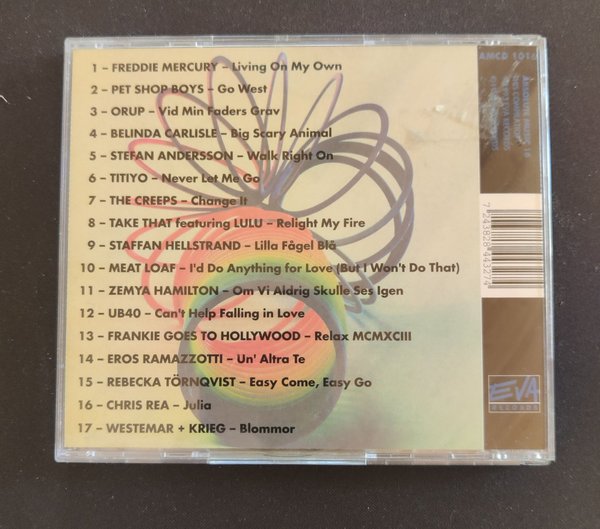 1 – FREDDIE MERCURY – Living On My Own
2 – PET SHOP BOYS – Go West
3 – ORUP – Vid Min Faders Grav
4 – BELINDA CARLISLE – Big Scary Animal
5 – STEFAN ANDERSSON – Walk Right On
6 – TITIYO – Never Let Me Go
7 – THE CREEPS – Change It
8 – TAKE THAT featuring LULU – Relight My Fire
9 – STAFFAN HELLSTRAND – Lilla Fågel Blå
10 – MEAT LOAF – I'd Do Anything for Love (But I Won't Do That)
11 – ZEMYA HAMILTON – Om Vi Aldrig Skulle Ses Igen
12 – UB40 – Can't Help Falling in Love
13 – FRANKIE GOES TO HOLLYWOOD – Relax MCMXCIII
14 – EROS RAMAZZOTTI – Un' Altra Te
15 – REBECKA TÖRNQVIST – Easy Come, Easy Go
16 – CHRIS REA – Julia
17 – WESTEMAR + KRIEG – Blommor
AMCD 1016
7 243828 443274
EVA
RECORDS